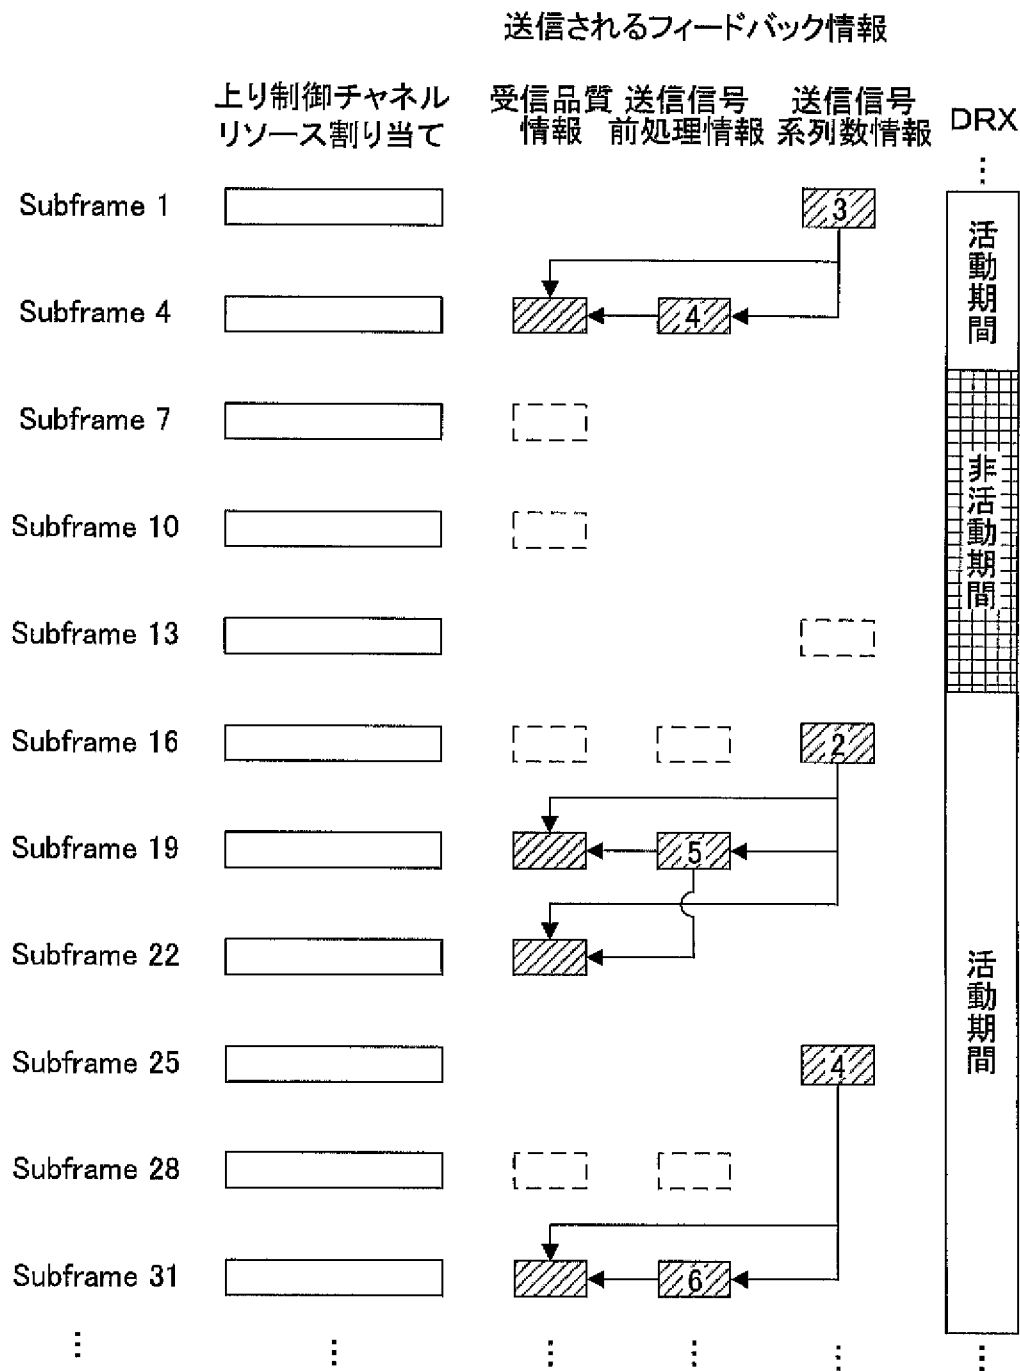 送信されるフィードバック情報
上り制御チャネル
リソース割り当て
受信品質
情報
送信信号
前処理情報
送信信号
系列数情報
DRX
Subframe 1
3
活動期間
Subframe 4
4
Subframe 7
非活動期間
Subframe 10
Subframe 13
Subframe 16
2
Subframe 19
5
Subframe 22
活動期間
Subframe 25
4
Subframe 28
Subframe 31
6